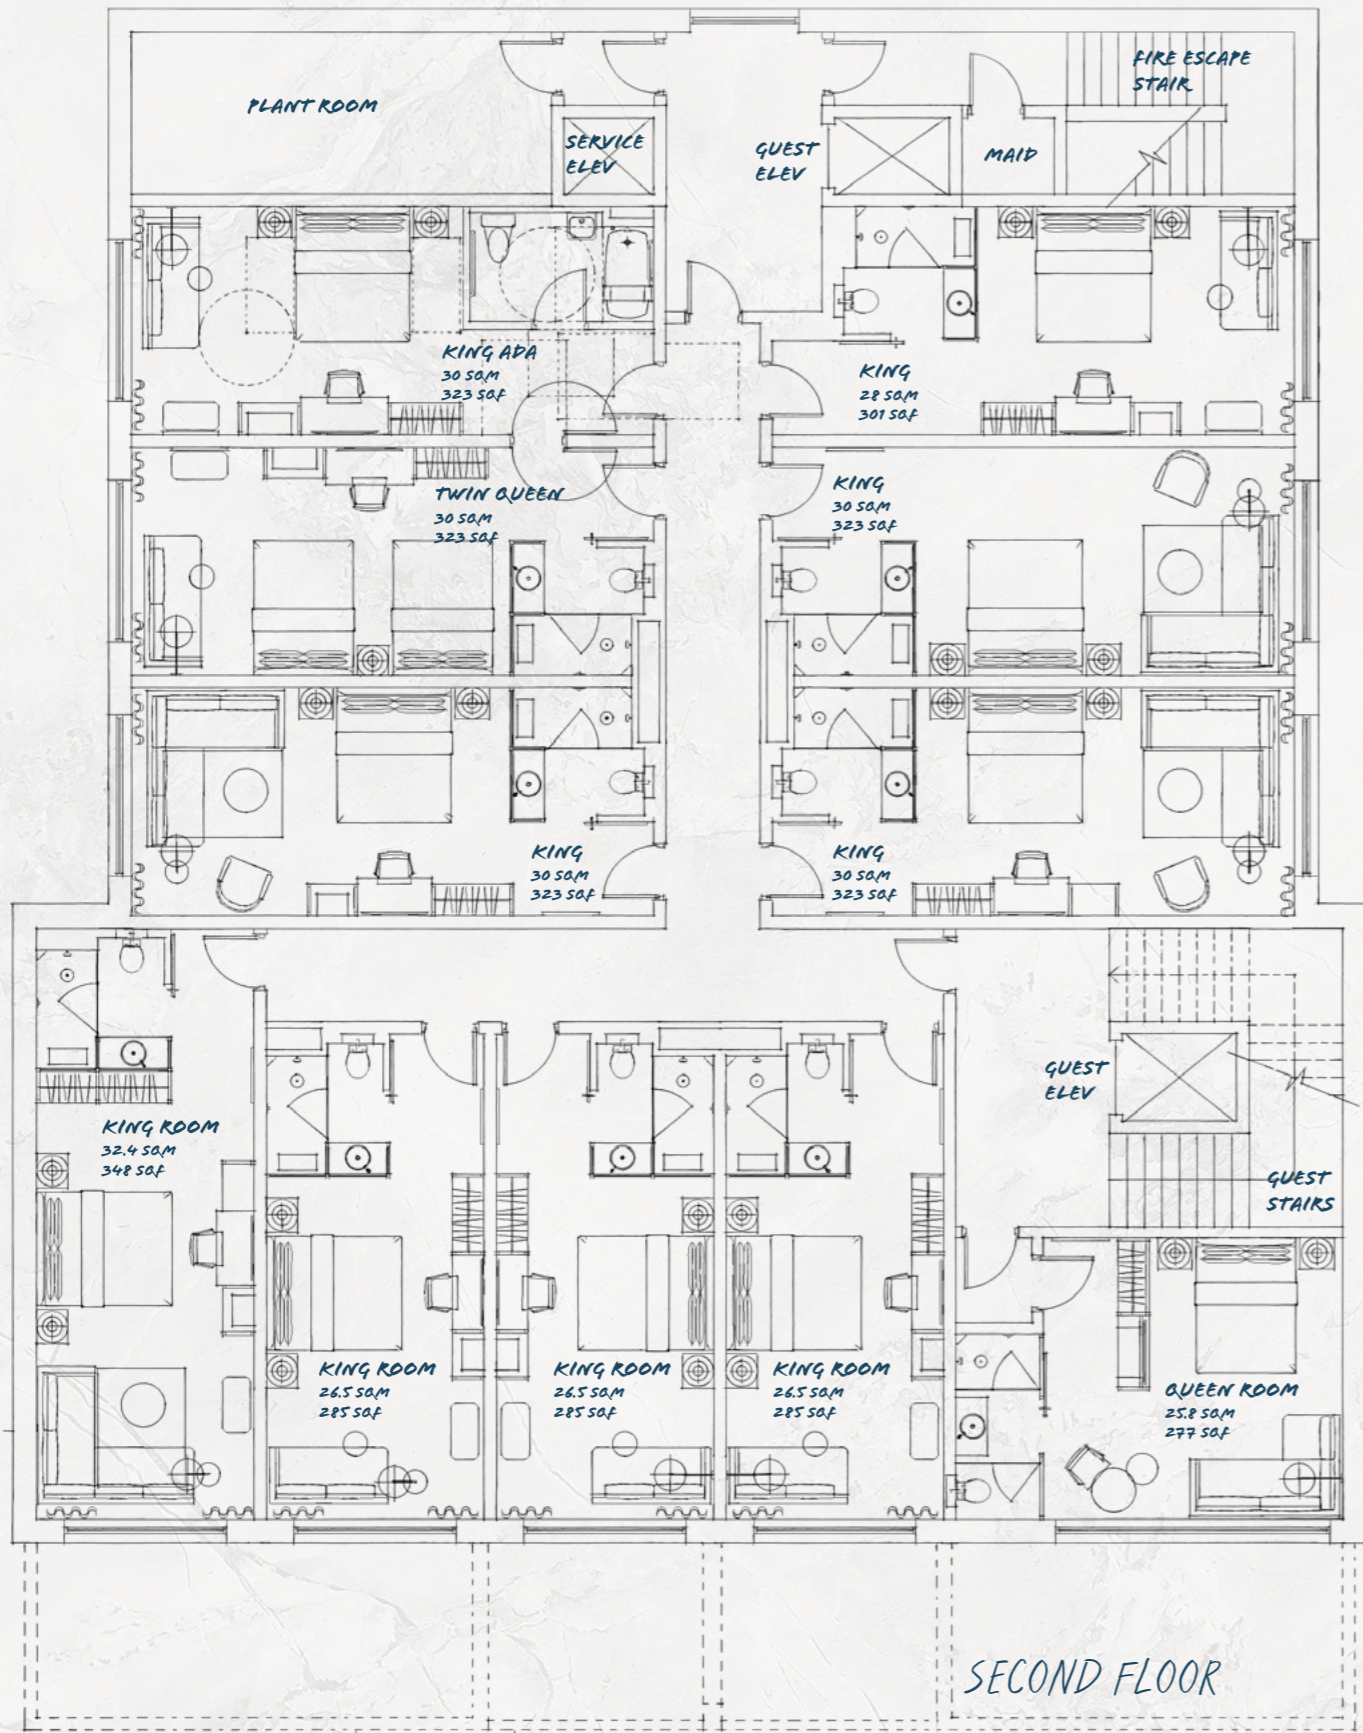 PLANT ROOM
SERVICE
ELEV
GUEST
ELEV
MAID
FIRE ESCAPE
STAIR
KING ADA
30 SQM
323 SQF
KING
28 SQM
301 SQF
TWIN QUEEN
30 SQM
323 SQF
KING
30 SQM
323 SQF
KING
30 SQM
323 SQF
KING
30 SQM
323 SQF
KING ROOM
32.4 SQM
348 SQF
GUEST
ELEV
GUEST
STAIRS
KING ROOM
26.5 SQM
285 SQF
KING ROOM
26.5 SQM
285 SQF
KING ROOM
26.5 SQM
285 SQF
QUEEN ROOM
25.8 SQM
277 SQF
SECOND FLOOR